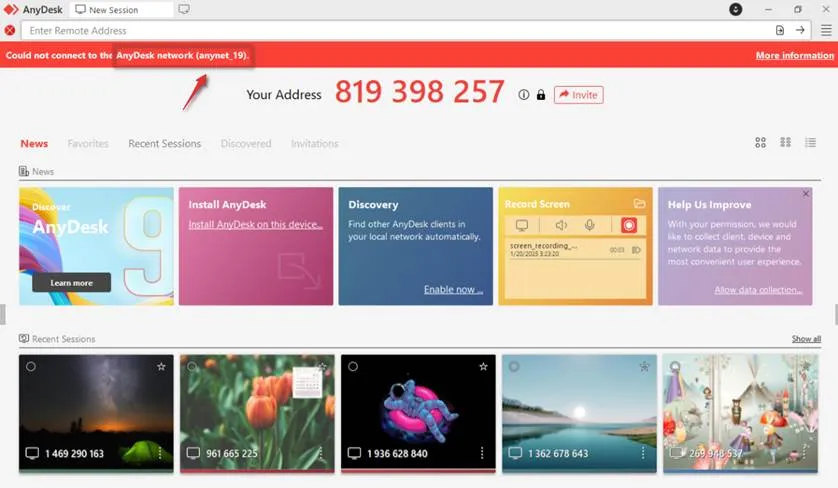 AnyDesk
New Session
Enter Remote Address
Could not connect to the AnyDesk network (anynet_19).
More information
Your Address 819 398 257 Invite
News Favorites Recent Sessions Discovered Invitations
News
Discover
AnyDesk
9
Learn more
Install AnyDesk
Install AnyDesk on this device...
Discovery
Find other AnyDesk clients in
your local network automatically.
Enable now ...
Record Screen
screen_recording_...
1/20/2025 3:23:20
00:03
Help Us Improve
With your permission, we would
like to collect client, device and
network data to provide the
most convenient user experience.
Allow data collection...
Recent Sessions
Show all
1 469 290 163
961 665 225
1 936 628 840
1 362 678 643
269 948 537